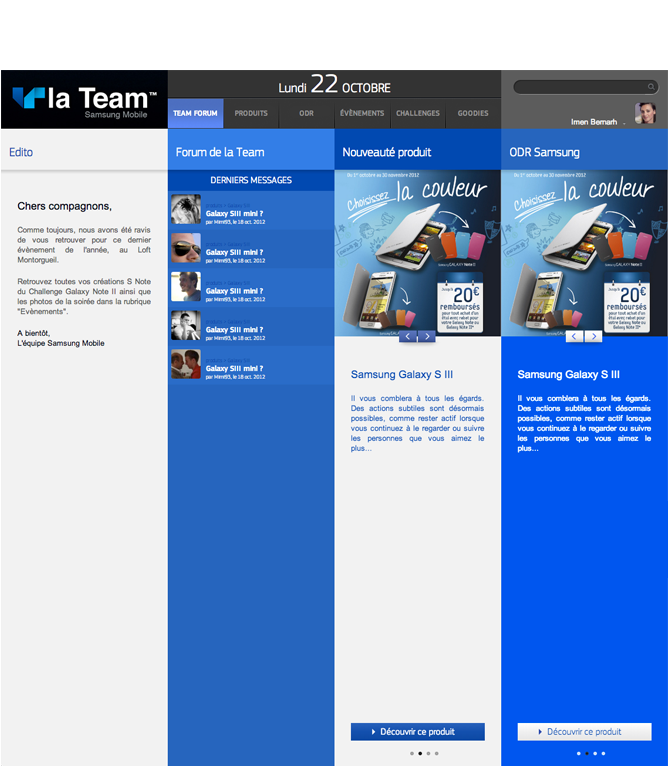 la Team™
Samsung Mobile
Lundi 22 OCTOBRE
TEAM FORUM
PRODUITS
ODR
ÉVÈNEMENTS
CHALLENGES
GOODIES
Imen Bemarh
Edito
Chers compagnons,
Comme toujours, nous avons été ravis
de vous retrouver pour ce dernier
évènement de l'année, au Loft
Montorgueil.
Retrouvez toutes vos créations S Note
du Challenge Galaxy Note II ainsi que
les photos de la soirée dans la rubrique
"Evènements".
A bientôt,
L'équipe Samsung Mobile
Forum de la Team
DERNIERS MESSAGES
Galaxy SIII mini ?
par Mimi93, le 18 oct. 2012
Galaxy SIII mini ?
par Mimi93, le 18 oct. 2012
Galaxy SIII mini ?
par Mimi93, le 18 oct. 2012
Galaxy SIII mini ?
par Mimi93, le 18 oct. 2012
Galaxy SIII mini ?
par Mimi93, le 18 oct. 2012
Nouveauté produit
Du 1er octobre au 30 novembre 2012
Choisissez la couleur
GALAXY Note II
Jusqu'à
20€
remboursés
pour tout achat d'un
étui avec rabat pour
votre Galaxy Note II ou
Galaxy Note II*
Samsung Galaxy S III
Il vous comblera à tous les égards.
Des actions subtiles sont désormais
possibles, comme rester actif lorsque
vous continuez à le regarder ou suivre
les personnes que vous aimez le
plus...
Découvrir ce produit
ODR Samsung
Du 1er octobre au 30 novembre 2012
Choisissez la couleur
GALAXY Note II
Jusqu'à
20€
remboursés
pour tout achat d'un
étui avec rabat pour
votre Galaxy Note II ou
Galaxy Note II*
Samsung Galaxy S III
Il vous comblera à tous les égards.
Des actions subtiles sont désormais
possibles, comme rester actif lorsque
vous continuez à le regarder ou suivre
les personnes que vous aimez le
plus...
Découvrir ce produit